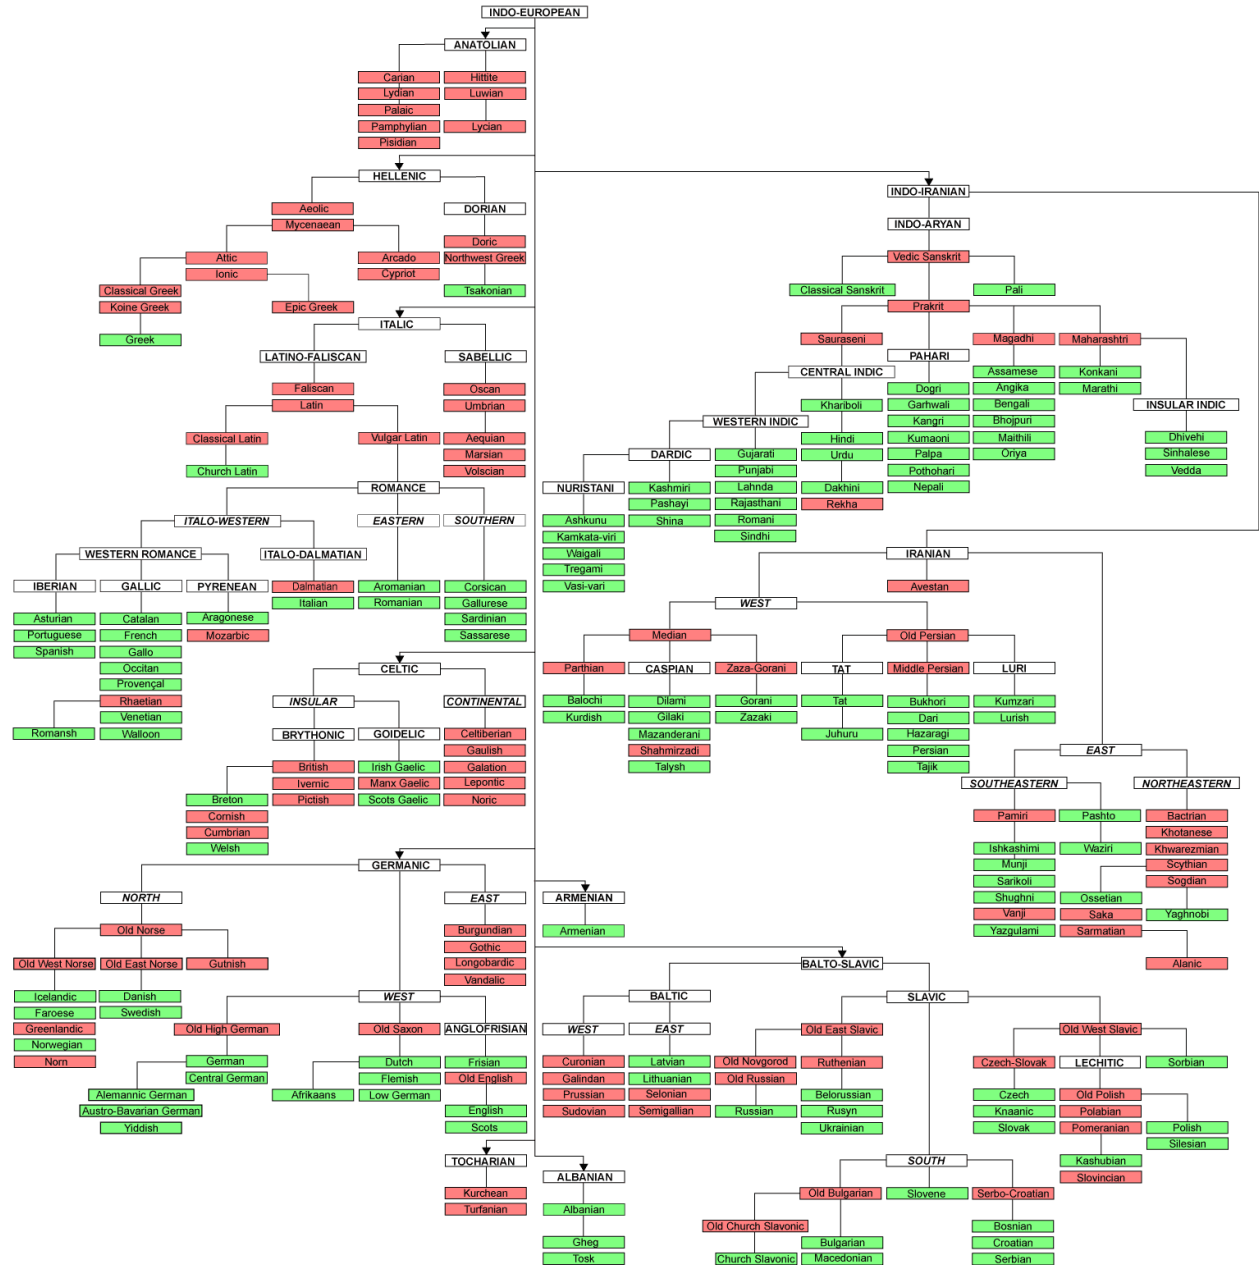 INDO-EUROPEAN
ANATOLIAN
Carian
Lydian
Palaic
Pamphylian
Pisidian
Hittite
Luwian
Lycian
HELLENIC
Aeolic
Mycenaean
Attic
Ionic
Classical Greek
Koine Greek
Greek
Epic Greek
Arcado
Cypriot
DORIAN
Doric
Northwest Greek
Tsakonian
ITALIC
LATINO-FALISCAN
Faliscan
Latin
Classical Latin
Church Latin
Vulgar Latin
SABELLIC
Oscan
Umbrian
Aequian
Marsian
Volscian
ROMANCE
ITALO-WESTERN
EASTERN
SOUTHERN
WESTERN ROMANCE
ITALO-DALMATIAN
IBERIAN
Asturian
Portuguese
Spanish
GALLIC
Catalan
French
Gallo
Occitan
Provençal
Rhaetian
Venetian
Walloon
Romansh
PYRENEAN
Aragonese
Mozarbic
Dalmatian
Italian
Aromanian
Romanian
Corsican
Gallurese
Sardinian
Sassarese
CELTIC
INSULAR
CONTINENTAL
BRYTHONIC
British
Ivernic
Pictish
Breton
Cornish
Cumbrian
Welsh
GOIDELIC
Irish Gaelic
Manx Gaelic
Scots Gaelic
Celtiberian
Gaulish
Galation
Lepontic
Noric
GERMANIC
NORTH
Old Norse
Old West Norse
Old East Norse
Gutnish
Icelandic
Faroese
Greenlandic
Norwegian
Norn
Danish
Swedish
EAST
Burgundian
Gothic
Longobardic
Vandalic
WEST
Old High German
German
Central German
Alemannic German
Austro-Bavarian German
Yiddish
Old Saxon
Dutch
Flemish
Low German
Afrikaans
ANGLOFRISIAN
Frisian
Old English
English
Scots
TOCHARIAN
Kurchean
Turfanian
ARMENIAN
Armenian
ALBANIAN
Albanian
Gheg
Tosk
INDO-IRANIAN
INDO-ARYAN
Vedic Sanskrit
Classical Sanskrit
Pali
Prakrit
Sauraseni
PAHARI
Dogri
Garhwali
Kangri
Kumaoni
Palpa
Pothohari
Nepali
Magadhi
Assamese
Angika
Bengali
Bhojpuri
Maithili
Oriya
Maharashtri
Konkani
Marathi
INSULAR INDIC
Dhivehi
Sinhalese
Vedda
CENTRAL INDIC
Khariboli
Hindi
Urdu
Dakhini
Rekha
WESTERN INDIC
Gujarati
Punjabi
Lahnda
Rajasthani
Romani
Sindhi
DARDIC
Kashmiri
Pashayi
Shina
NURISTANI
Ashkunu
Kamkata-viri
Waigali
Tregami
Vasi-vari
IRANIAN
Avestan
WEST
Median
Parthian
Balochi
Kurdish
CASPIAN
Dilami
Gilaki
Mazanderani
Shahmirzadi
Talysh
Zaza-Gorani
Gorani
Zazaki
Old Persian
TAT
Tat
Juhuru
Middle Persian
Bukhori
Dari
Hazaragi
Persian
Tajik
LURI
Kumzari
Lurish
EAST
SOUTHEASTERN
Pamiri
Ishkashimi
Munji
Sarikoli
Shughni
Vanji
Yazgulami
Pashto
Waziri
NORTHEASTERN
Bactrian
Khotanese
Khwarezmian
Scythian
Sogdian
Yaghnobi
Ossetian
Saka
Sarmatian
Alanic
BALTO-SLAVIC
BALTIC
WEST
Curonian
Galindan
Prussian
Sudovian
EAST
Latvian
Lithuanian
Selonian
Semigallian
SLAVIC
Old East Slavic
Old Novgorod
Old Russian
Russian
Ruthenian
Belorussian
Rusyn
Ukrainian
Old West Slavic
Czech-Slovak
Czech
Knaanic
Slovak
LECHITIC
Old Polish
Polabian
Pomeranian
Kashubian
Slovincian
Polish
Silesian
Sorbian
SOUTH
Old Bulgarian
Old Church Slavonic
Church Slavonic
Bulgarian
Macedonian
Slovene
Serbo-Croatian
Bosnian
Croatian
Serbian